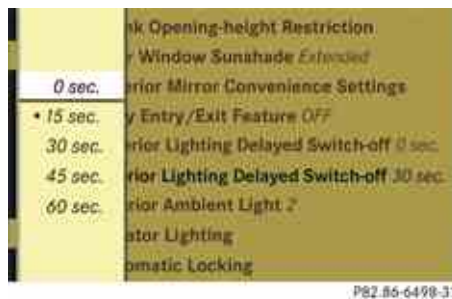 nk Opening-height Restriction
r Window Sunshade Extended
0 sec. erior Mirror Convenience Settings
• 15 sec. y Entry/Exit Feature OFF
30 sec. erior Lighting Delayed Switch-off 0 sec.
45 sec. rior Lighting Delayed Switch-off 30 sec.
60 sec. rior Ambient Light 2
ator Lighting
omatic Locking
P82.86-6498-31